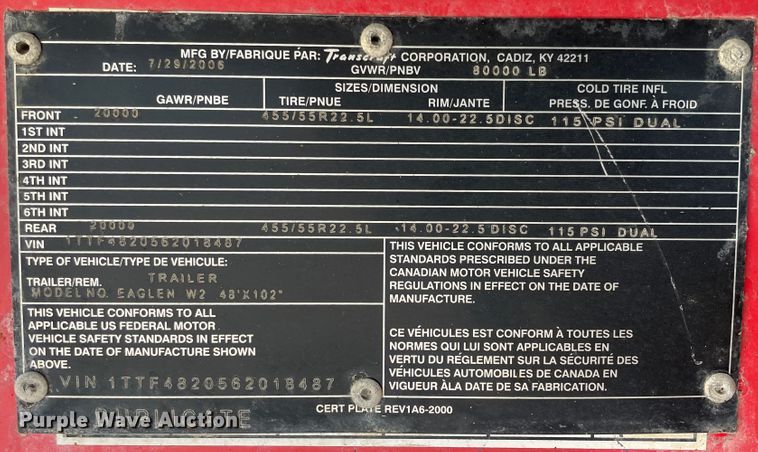 MFG BY/FABRIQUE PAR: Transcraft CORPORATION, CADIZ, KY 42211
DATE: 7/29/2005 GVWR/PNBV 80000 LB
SIZES/DIMENSION COLD TIRE INFL
GAWR/PNBE TIRE/PNUE RIM/JANTE PRESS. DE GONF. À FROID
FRONT 20000 455/55R22.5L 14.00-22.5DISC 115 PSI DUAL
1ST INT
2ND INT
3RD INT
4TH INT
5TH INT
6TH INT
REAR 20000 455/55R22.5L 14.00-22.5DISC 115PSI DUAL
VIN 1TTF4820562018487
TYPE OF VEHICLE/TYPE DE VEHICULE:
TRAILER/REM. TRAILER
MODEL NO. EAGLEN W2 48'X102"
THIS VEHICLE CONFORMS TO ALL
APPLICABLE US FEDERAL MOTOR
VEHICLE SAFETY STANDARDS IN EFFECT
ON THE DATE OF MANUFACTURE SHOWN
ABOVE.
VIN 1TTF4820562018487
THIS VEHICLE CONFORMS TO ALL APPLICABLE
STANDARDS PRESCRIBED UNDER THE
CANADIAN MOTOR VEHICLE SAFETY
REGULATIONS IN EFFECT ON THE DATE OF
MANUFACTURE.
CE VÉHICULES EST CONFORM À TOUTES LES
NORMES QUI LUI SONT APPLICABLES EN
VERTU DU RÉGLEMENT SUR LA SÉCURITÉ DES
VÉHICULES AUTOMOBILES DE CANADA EN
VIGUEUR ÀLA DATE DE SA FABRICATION.
DUPLICATE
CERT PLATE REV1A6-2000
Purple Wave Auction